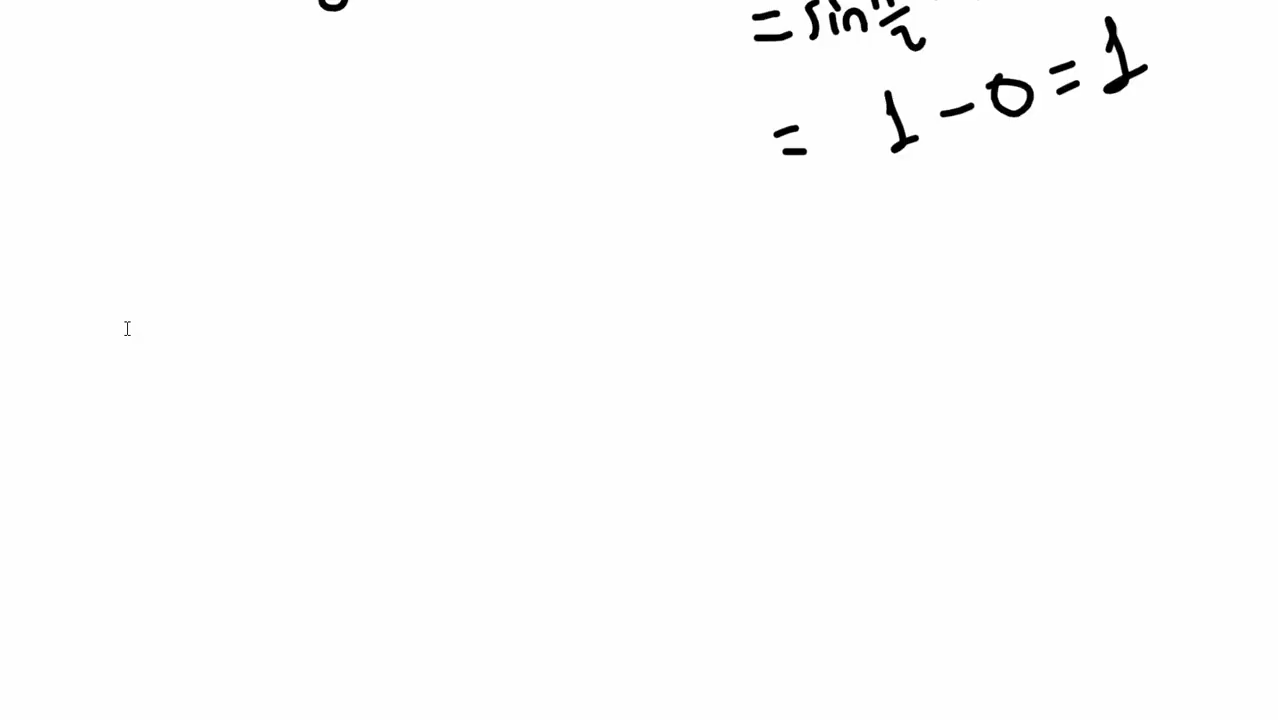 = sin π/2
= 1 - 0 = 1